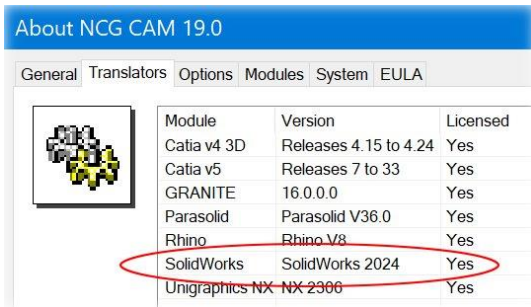 About NCG CAM 19.0
General Translators Options Modules System EULA
Module Version Licensed
Catia v4 3D Releases 4.15 to 4.24 Yes
Catia v5 Releases 7 to 33 Yes
GRANITE 16.0.0.0 Yes
Parasolid Parasolid V36.0 Yes
Rhino Rhino V8 Yes
SolidWorks SolidWorks 2024 Yes
Unigraphics NX NX 2306 Yes